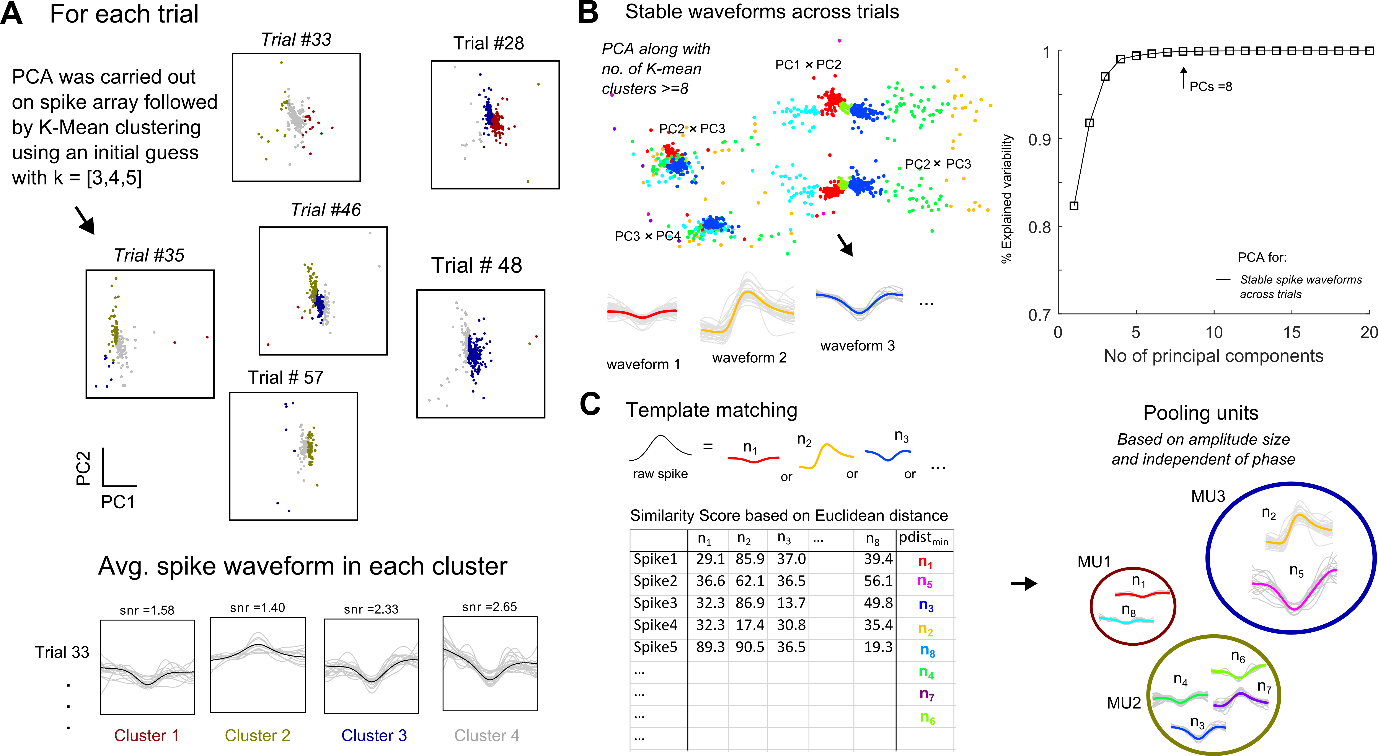 A For each trial
PCA was carried out
on spike array followed
by K-Mean clustering
using an initial guess
with k = [3,4,5]
Trial #33
Trial #28
Trial #46
Trial #35
Trial # 48
Trial # 57
PC2
PC1
Avg. spike waveform in each cluster
snr =1.58
snr =1.40
snr =2.33
snr =2.65
Trial 33
.
.
.
Cluster 1
Cluster 2
Cluster 3
Cluster 4
B Stable waveforms across trials
PCA along with
no. of K-mean
clusters >=8
PC1 × PC2
PC2 × PC3
PC2 × PC3
PC3 × PC4
...
waveform 1
waveform 2
waveform 3
% Explained variability
1
0.9
0.8
0.7
PCs =8
PCA for:
Stable spike waveforms
across trials
0 5 10 15 20
No of principal components
C Template matching
raw spike
=
n1
or
n2
or
n3
or
...
Similarity Score based on Euclidean distance
n1 n2 n3 ... n8 pdistmin
Spike1 29.1 85.9 37.0 39.4 n1
Spike2 36.6 62.1 36.5 56.1 n5
Spike3 32.3 86.9 13.7 49.8 n3
Spike4 32.3 17.4 30.8 35.4 n2
Spike5 89.3 90.5 36.5 19.3 n8
... n4
... n7
... n6
...
Pooling units
Based on amplitude size
and independent of phase
MU3
n2
n5
MU1
n1
n8
MU2
n6
n4
n7
n3